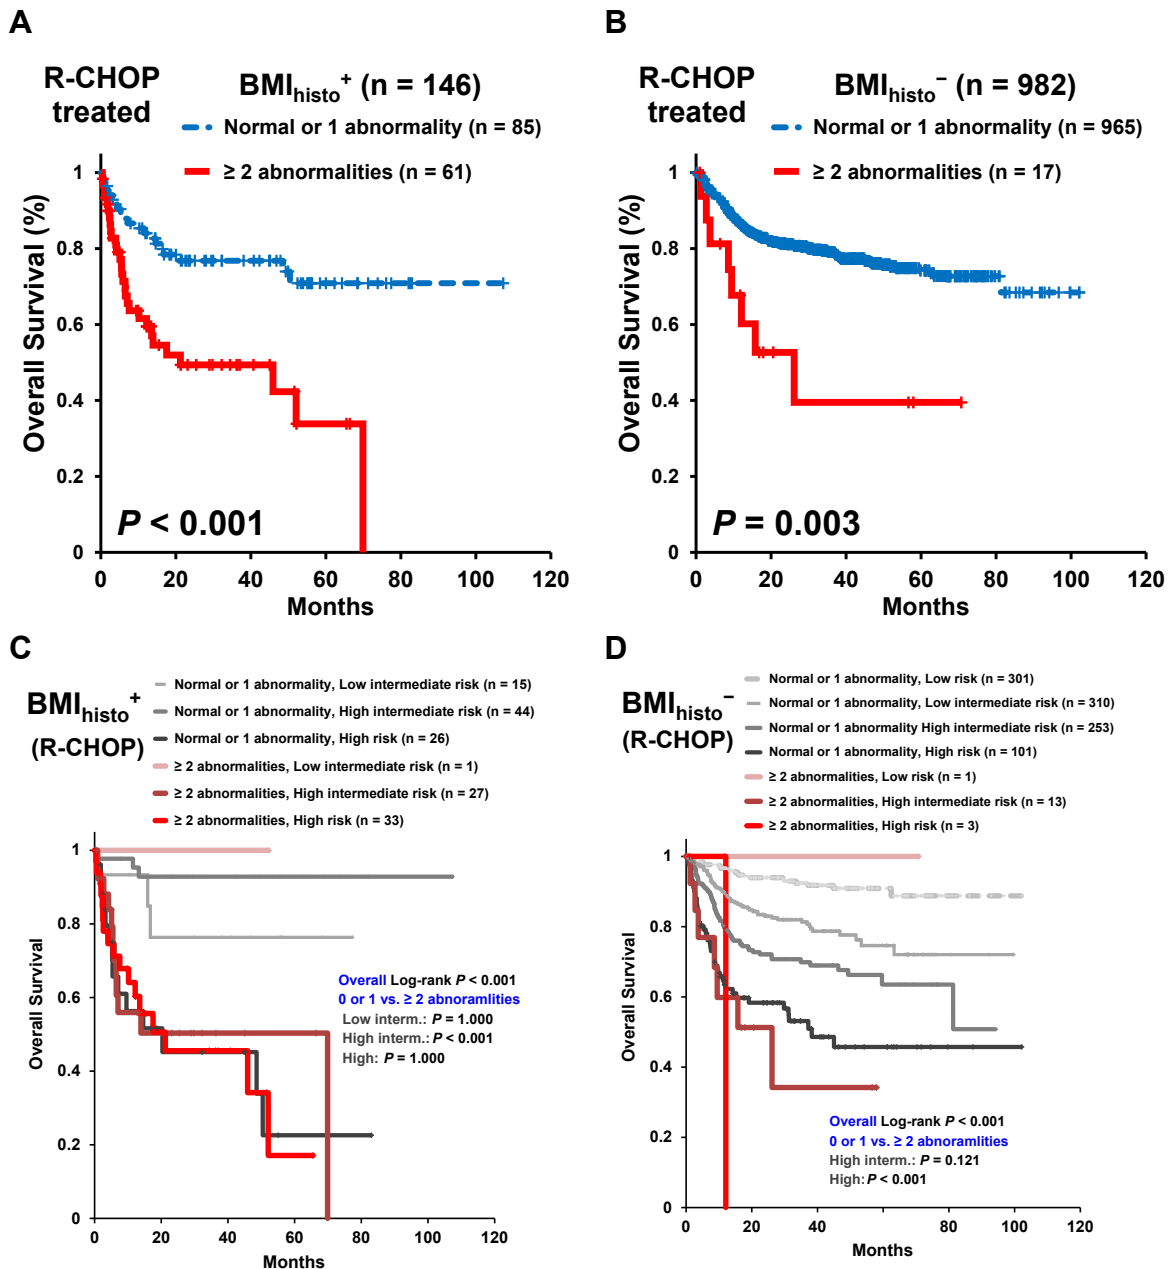 A
R-CHOP
treated
BMIhisto+ (n = 146)
Normal or 1 abnormality (n = 85)
≥ 2 abnormalities (n = 61)
Overall Survival (%)
1
0.8
0.6
0.4
0.2
0
P < 0.001
0 20 40 60 80 100 120
Months
B
R-CHOP
treated
BMIhisto− (n = 982)
Normal or 1 abnormality (n = 965)
≥ 2 abnormalities (n = 17)
Overall Survival (%)
1
0.8
0.6
0.4
0.2
0
P = 0.003
0 20 40 60 80 100 120
Months
C
BMIhisto+
(R-CHOP)
Normal or 1 abnormality, Low intermediate risk (n = 15)
Normal or 1 abnormality, High intermediate risk (n = 44)
Normal or 1 abnormality, High risk (n = 26)
≥ 2 abnormalities, Low intermediate risk (n = 1)
≥ 2 abnormalities, High intermediate risk (n = 27)
≥ 2 abnormalities, High risk (n = 33)
Overall Survival
1
0.8
0.6
0.4
0.2
0
Overall Log-rank P < 0.001
0 or 1 vs. ≥ 2 abnoramlities
Low interm.: P = 1.000
High interm.: P < 0.001
High: P = 1.000
0 20 40 60 80 100 120
Months
D
BMIhisto−
(R-CHOP)
Normal or 1 abnormality, Low risk (n = 301)
Normal or 1 abnormality, Low intermediate risk (n = 310)
Normal or 1 abnormality High intermediate risk (n = 253)
Normal or 1 abnormality, High risk (n = 101)
≥ 2 abnormalities, Low risk (n = 1)
≥ 2 abnormalities, High intermediate risk (n = 13)
≥ 2 abnormalities, High risk (n = 3)
Overall Survival
1
0.8
0.6
0.4
0.2
0
Overall Log-rank P < 0.001
0 or 1 vs. ≥ 2 abnoramlities
High interm.: P = 0.121
High: P < 0.001
0 20 40 60 80 100 120
Months